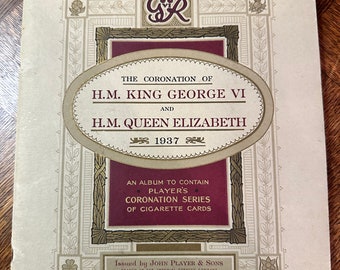 GR
THE CORONATION OF
H.M. KING GEORGE VI
AND
H.M. QUEEN ELIZABETH
1937
AN ALBUM TO CONTAIN
PLAYER'S
CORONATION SERIES
OF CIGARETTE CARDS
Issued by JOHN PLAYER & SONS